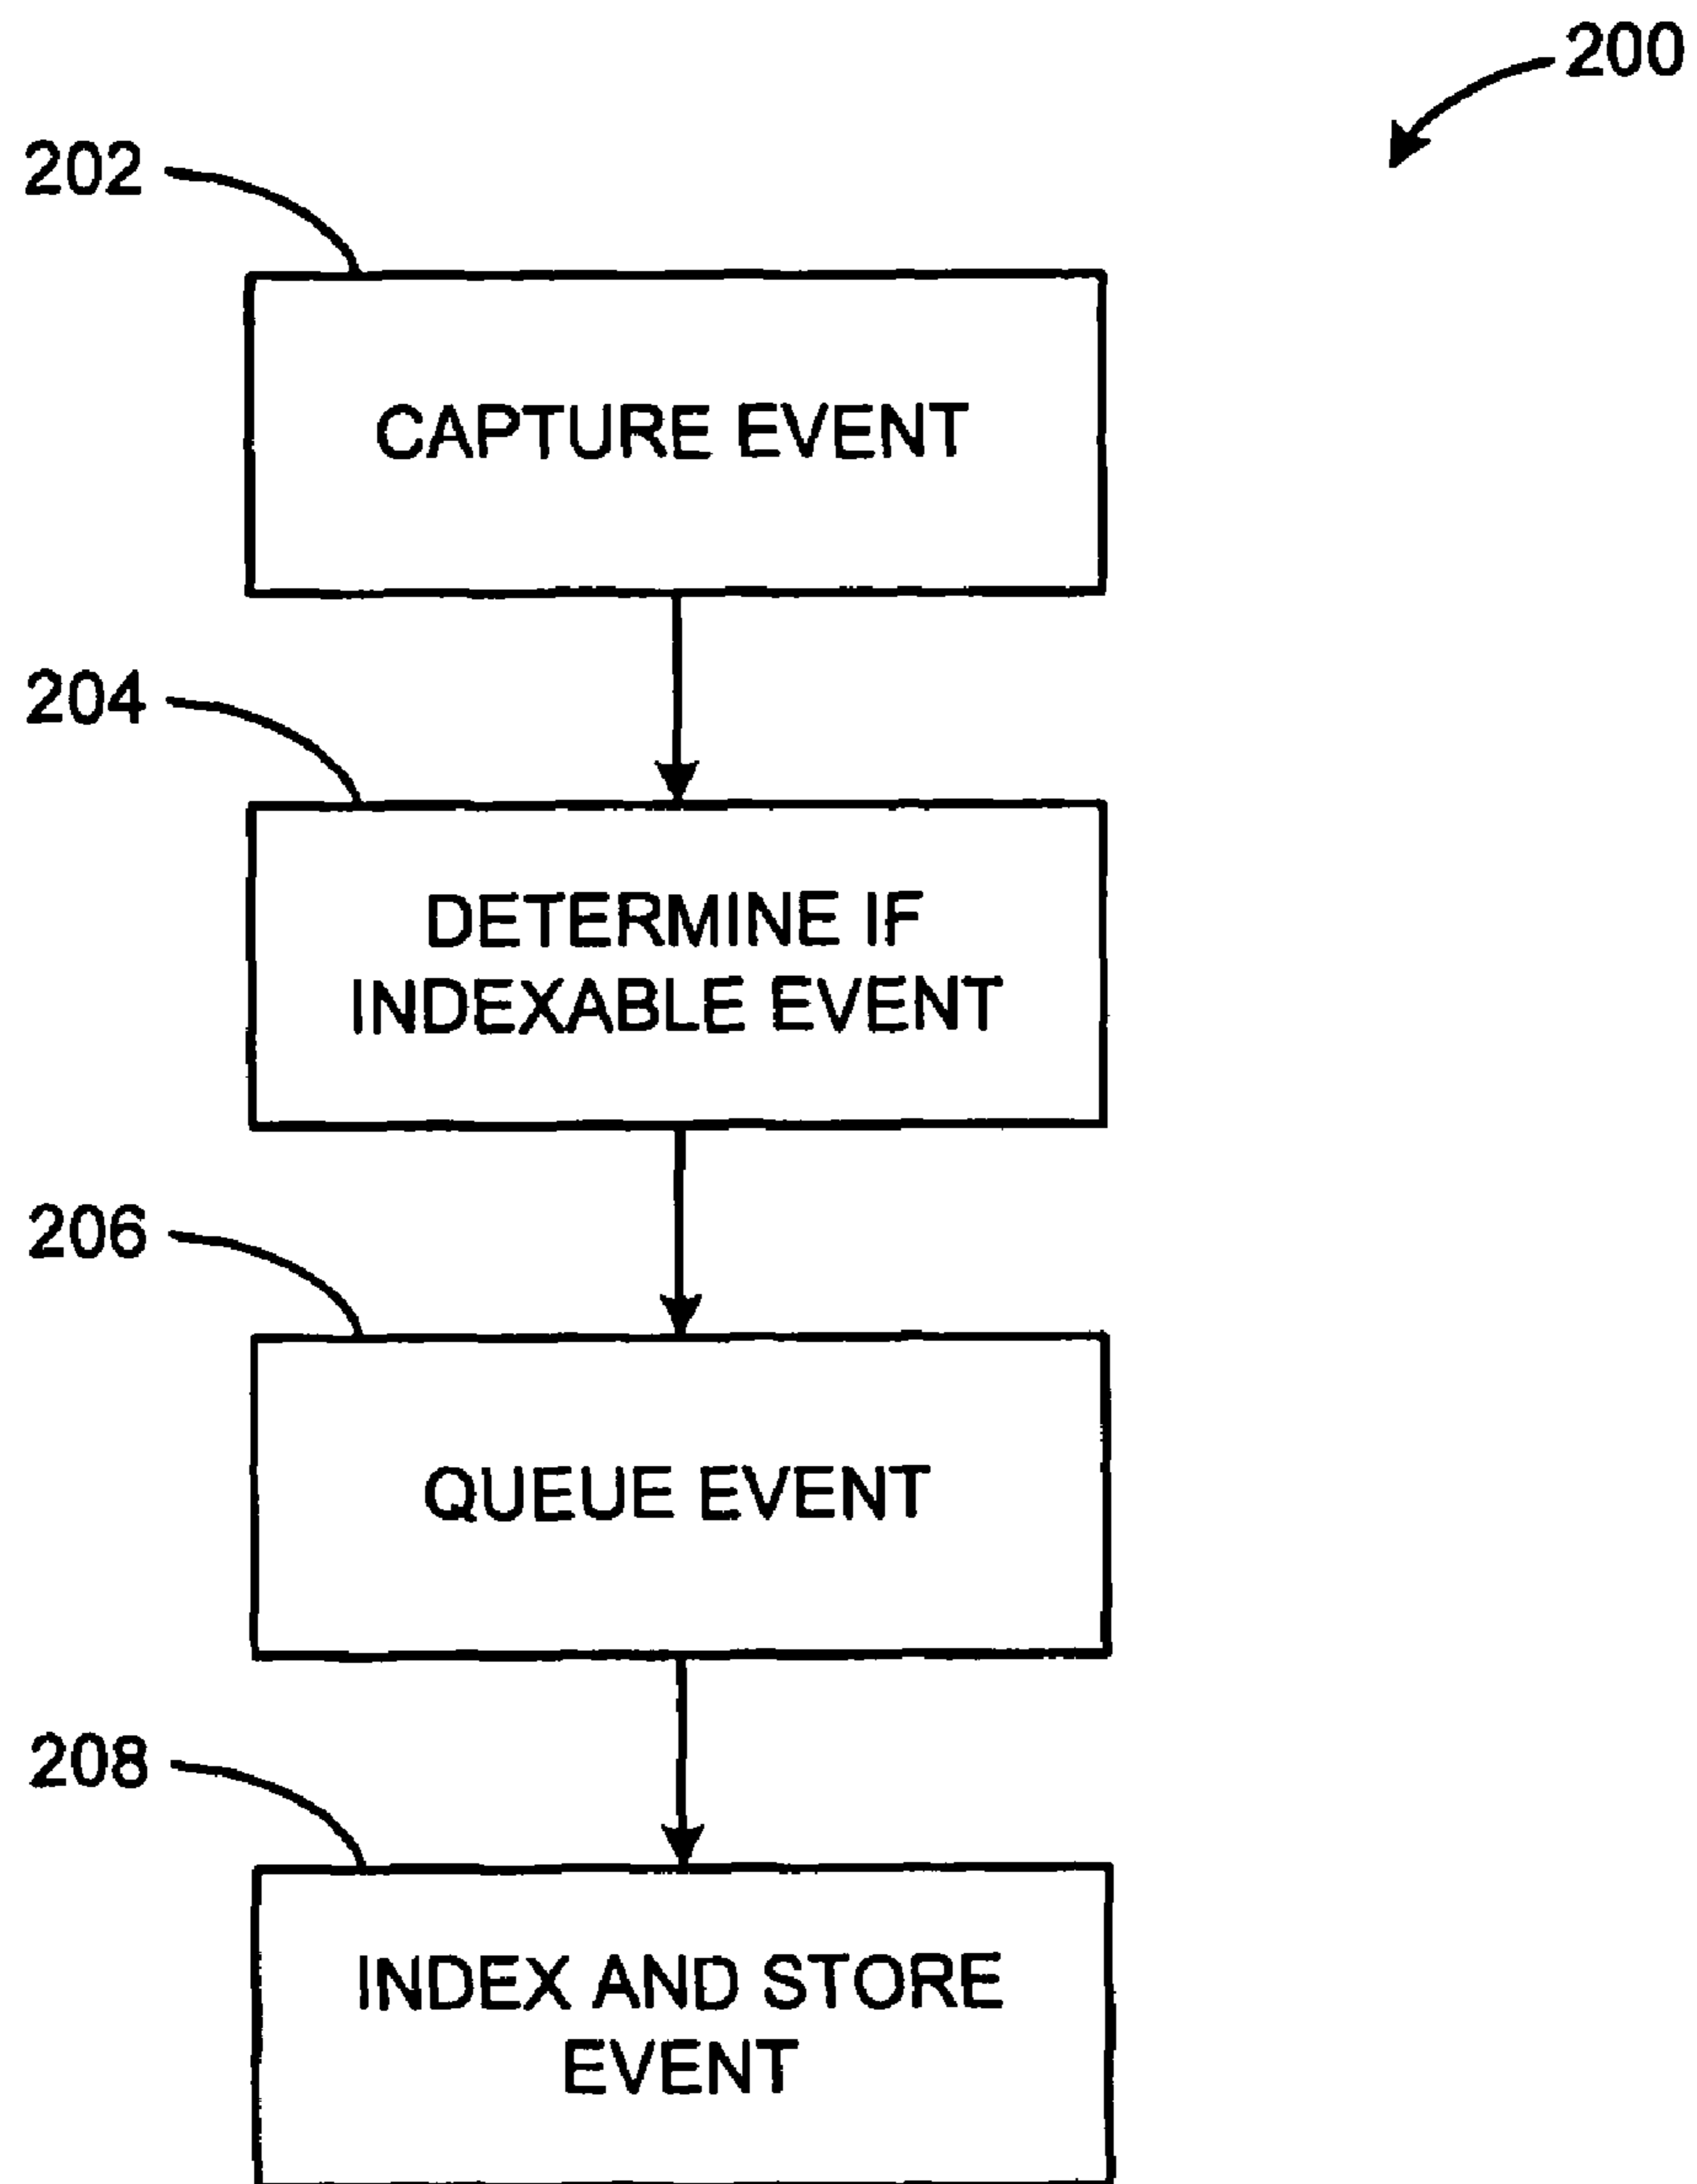 200
202
CAPTURE EVENT
204
DETERMINE IF
INDEXABLE EVENT
206
QUEUE EVENT
208
INDEX AND STORE
EVENT